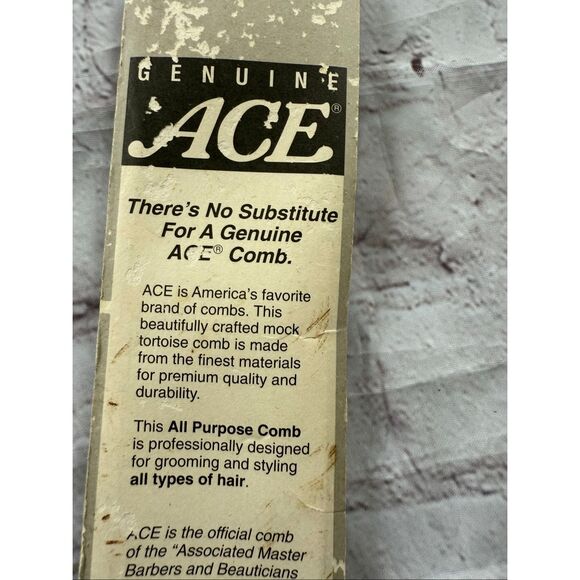 GENUINE
ACE®
There's No Substitute
For A Genuine
ACE® Comb.
ACE is America's favorite
brand of combs. This
beautifully crafted mock
tortoise comb is made
from the finest materials
for premium quality and
durability.
This All Purpose Comb
is professionally designed
for grooming and styling
all types of hair.
ACE is the official comb
of the "Associated Master
Barbers and Beauticians